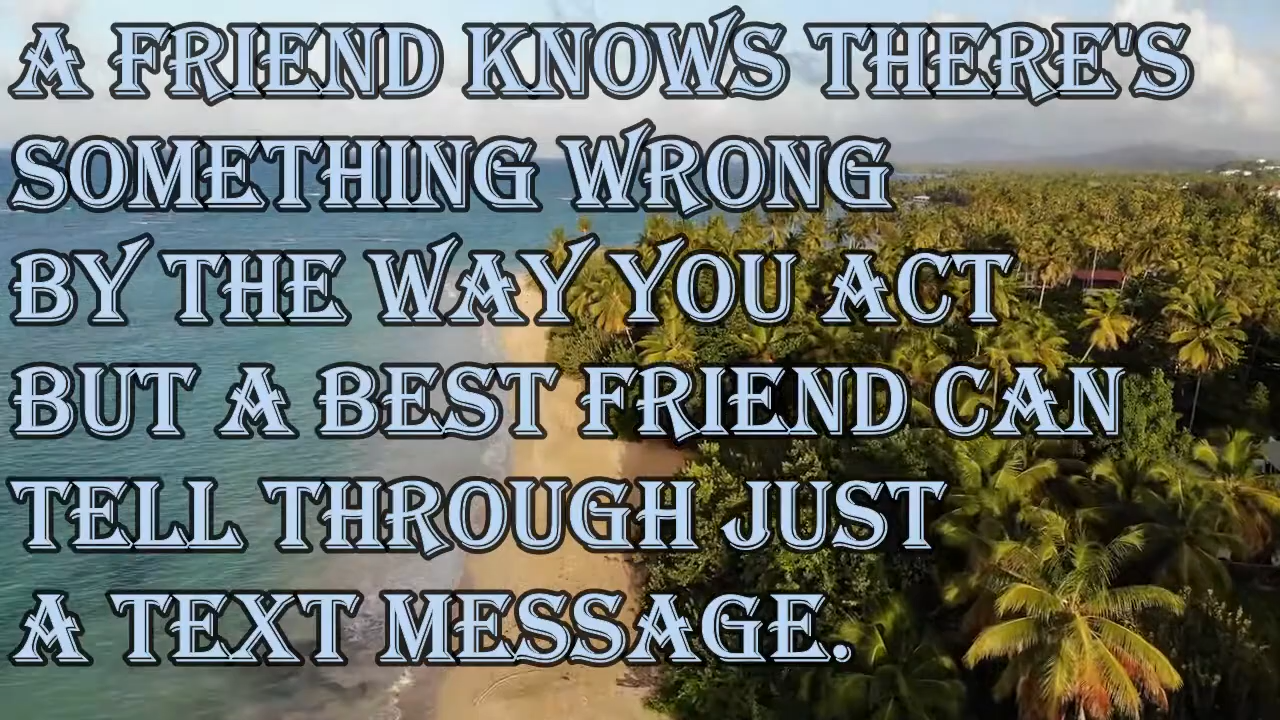 A FRIEND KNOWS THERE'S
SOMETHING WRONG
BY THE WAY YOU ACT
BUT A BEST FRIEND CAN
TELL THROUGH JUST
A TEXT MESSAGE.